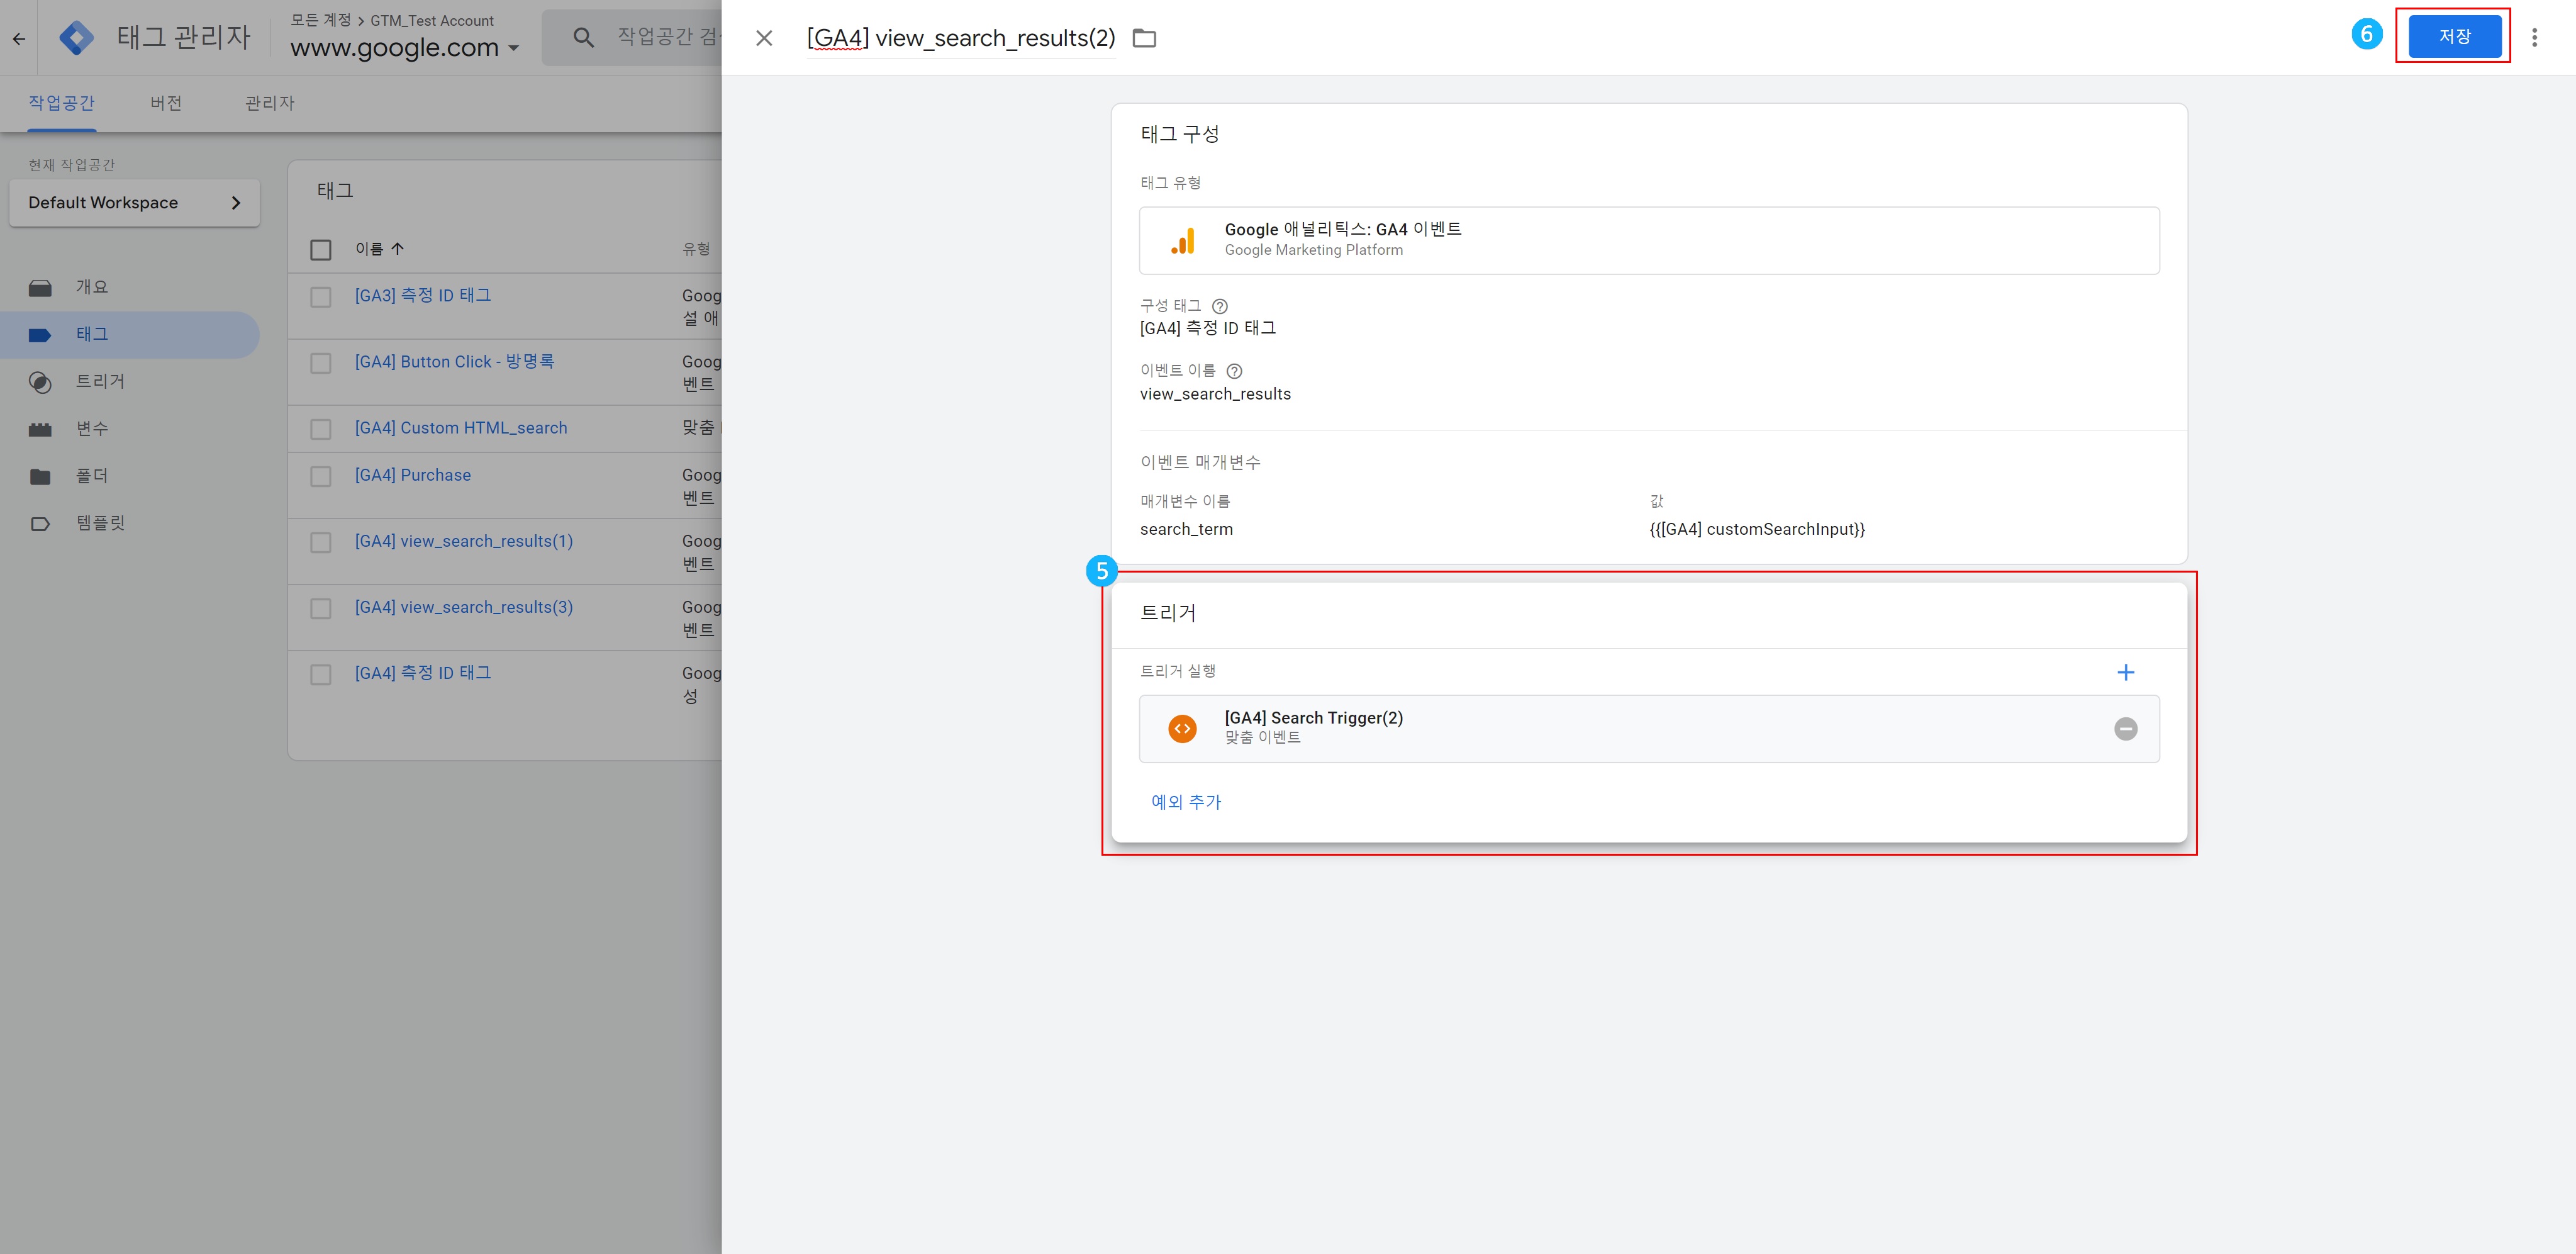 태그 관리자
모든 계정 > GTM_Test Account
www.google.com
작업공간 검
작업공간
버전
관리자
현재 작업공간
Default Workspace
개요
태그
트리거
변수
폴더
템플릿
태그
이름
유형
[GA3] 측정 ID 태그
Goog
설 애
[GA4] Button Click - 방명록
Goog
벤트
[GA4] Custom HTML_search
맞춤
[GA4] Purchase
Goog
벤트
[GA4] view_search_results(1)
Goog
벤트
[GA4] view_search_results(3)
Goog
벤트
[GA4] 측정 ID 태그
Goog
성
[GA4] view_search_results(2)
6
저장
태그 구성
태그 유형
Google 애널리틱스: GA4 이벤트
Google Marketing Platform
구성 태그
[GA4] 측정 ID 태그
이벤트 이름
view_search_results
이벤트 매개변수
매개변수 이름
값
search_term
{{[GA4] customSearchInput}}
5
트리거
트리거 실행
[GA4] Search Trigger(2)
맞춤 이벤트
예외 추가